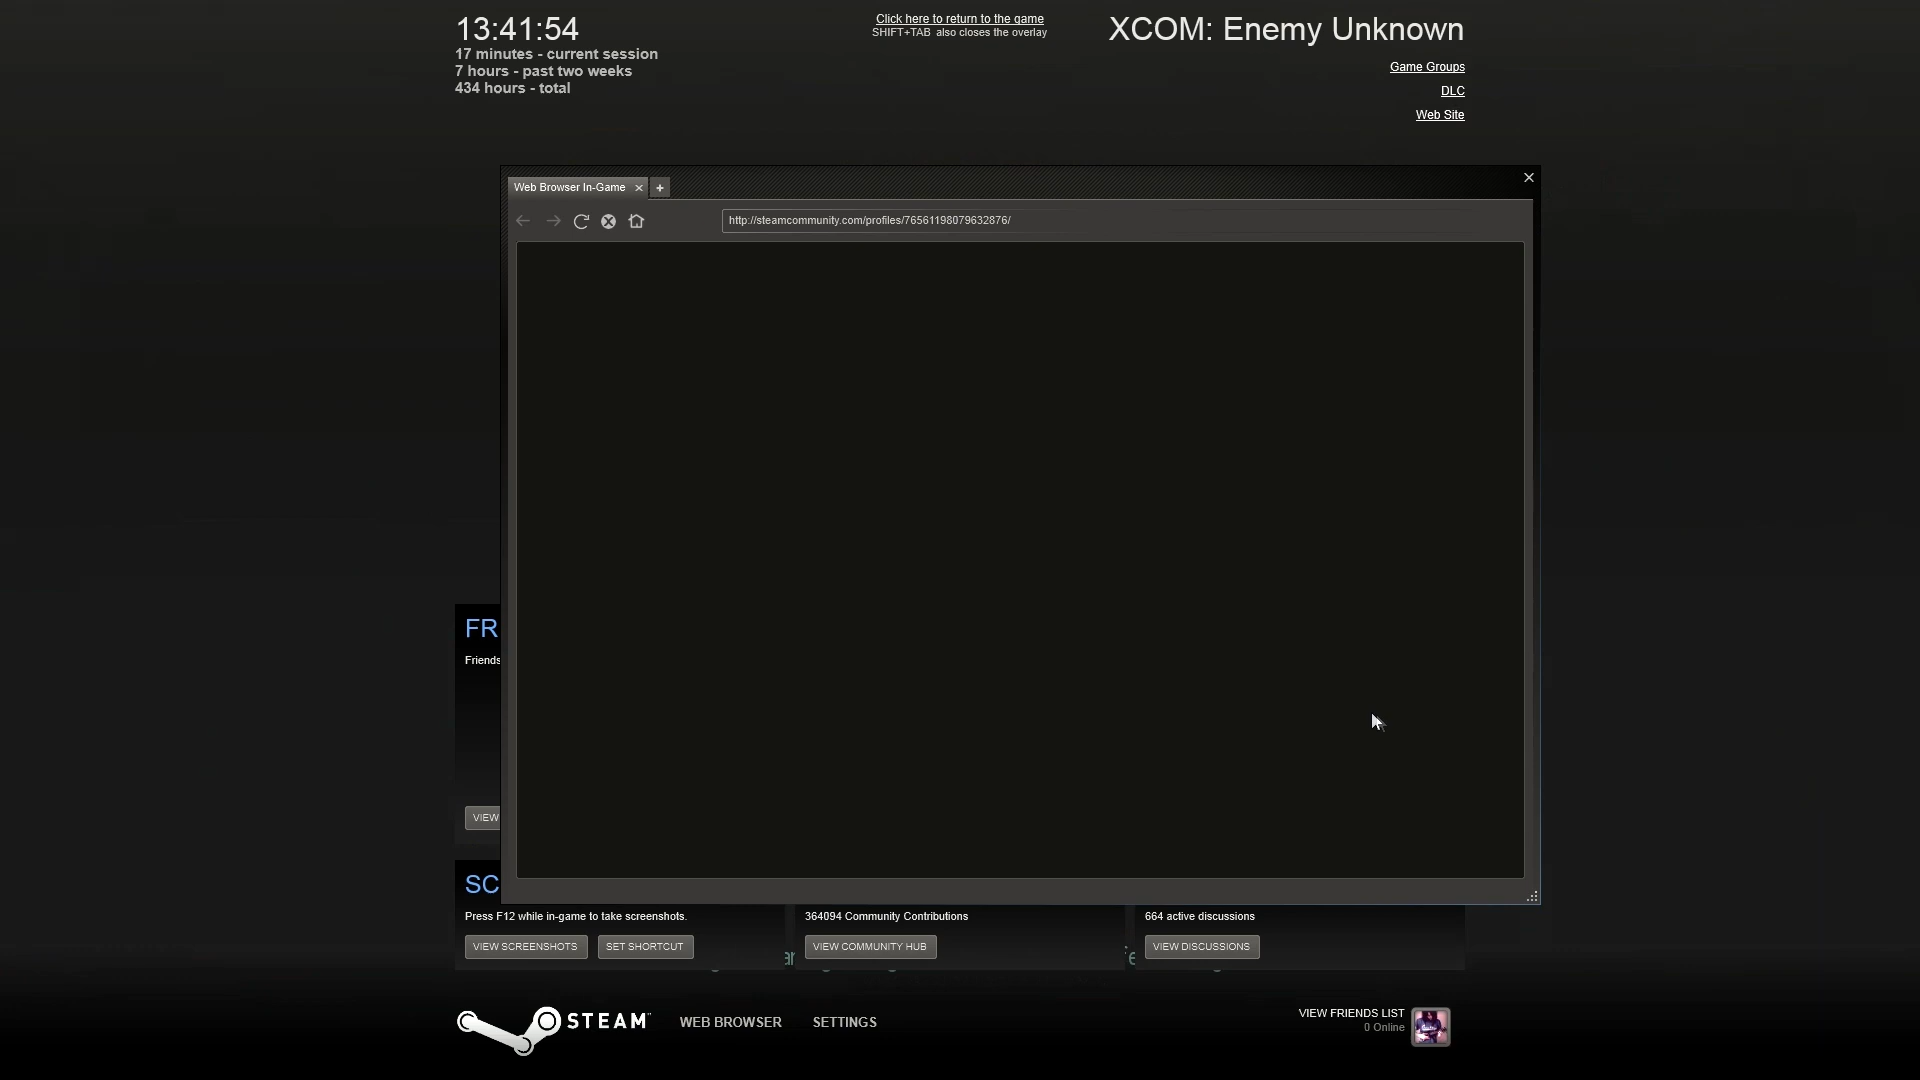 13:41:54
17 minutes - current session
7 hours - past two weeks
434 hours - total
Click here to return to the game
SHIFT+TAB also closes the overlay
XCOM: Enemy Unknown
Game Groups
DLC
Web Site
Web Browser In-Game
http://steamcommunity.com/profiles/76561198079632876/
FR
Friends
VIEW
SC
Press F12 while in-game to take screenshots.
364094 Community Contributions
664 active discussions
VIEW SCREENSHOTS
SET SHORTCUT
VIEW COMMUNITY HUB
VIEW DISCUSSIONS
STEAM
WEB BROWSER
SETTINGS
VIEW FRIENDS LIST
0 Online